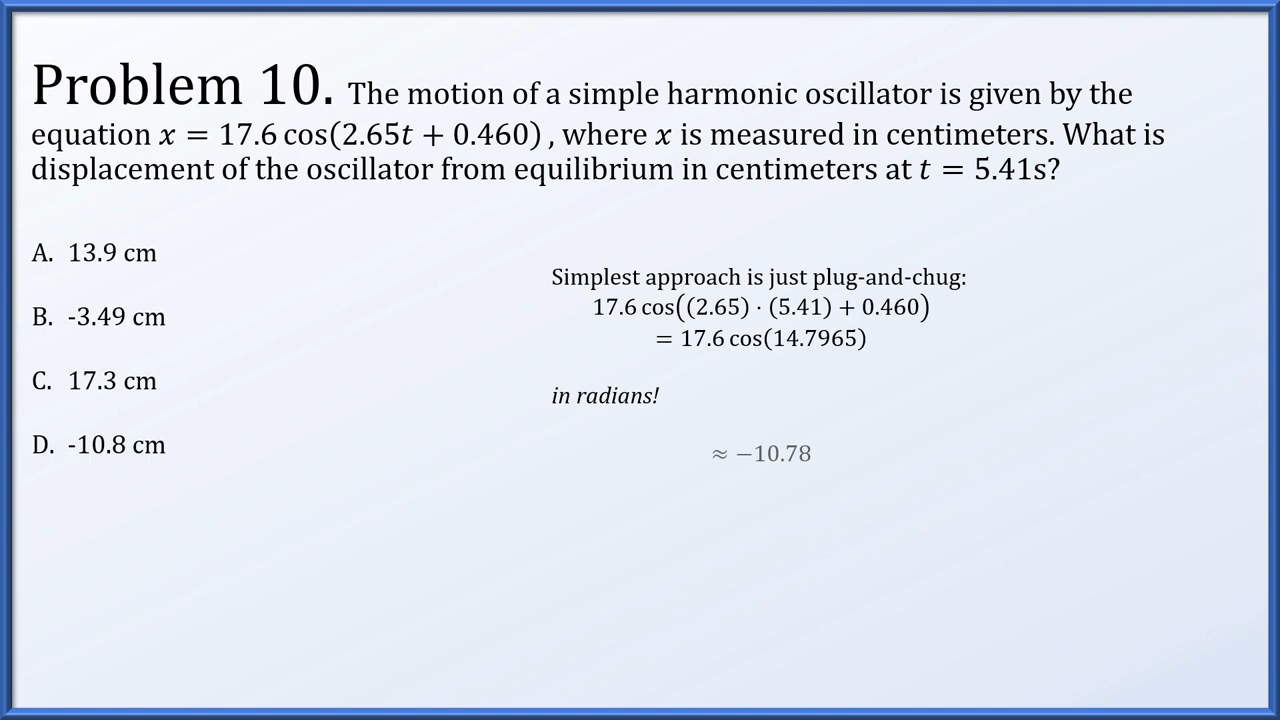 Problem 10. The motion of a simple harmonic oscillator is given by the
equation x = 17.6 cos(2.65t + 0.460) , where x is measured in centimeters. What is
displacement of the oscillator from equilibrium in centimeters at t = 5.41s?
A. 13.9 cm
B. -3.49 cm
C. 17.3 cm
D. -10.8 cm
Simplest approach is just plug-and-chug:
17.6 cos((2.65) · (5.41) + 0.460)
= 17.6 cos(14.7965)
in radians!
≈ −10.78